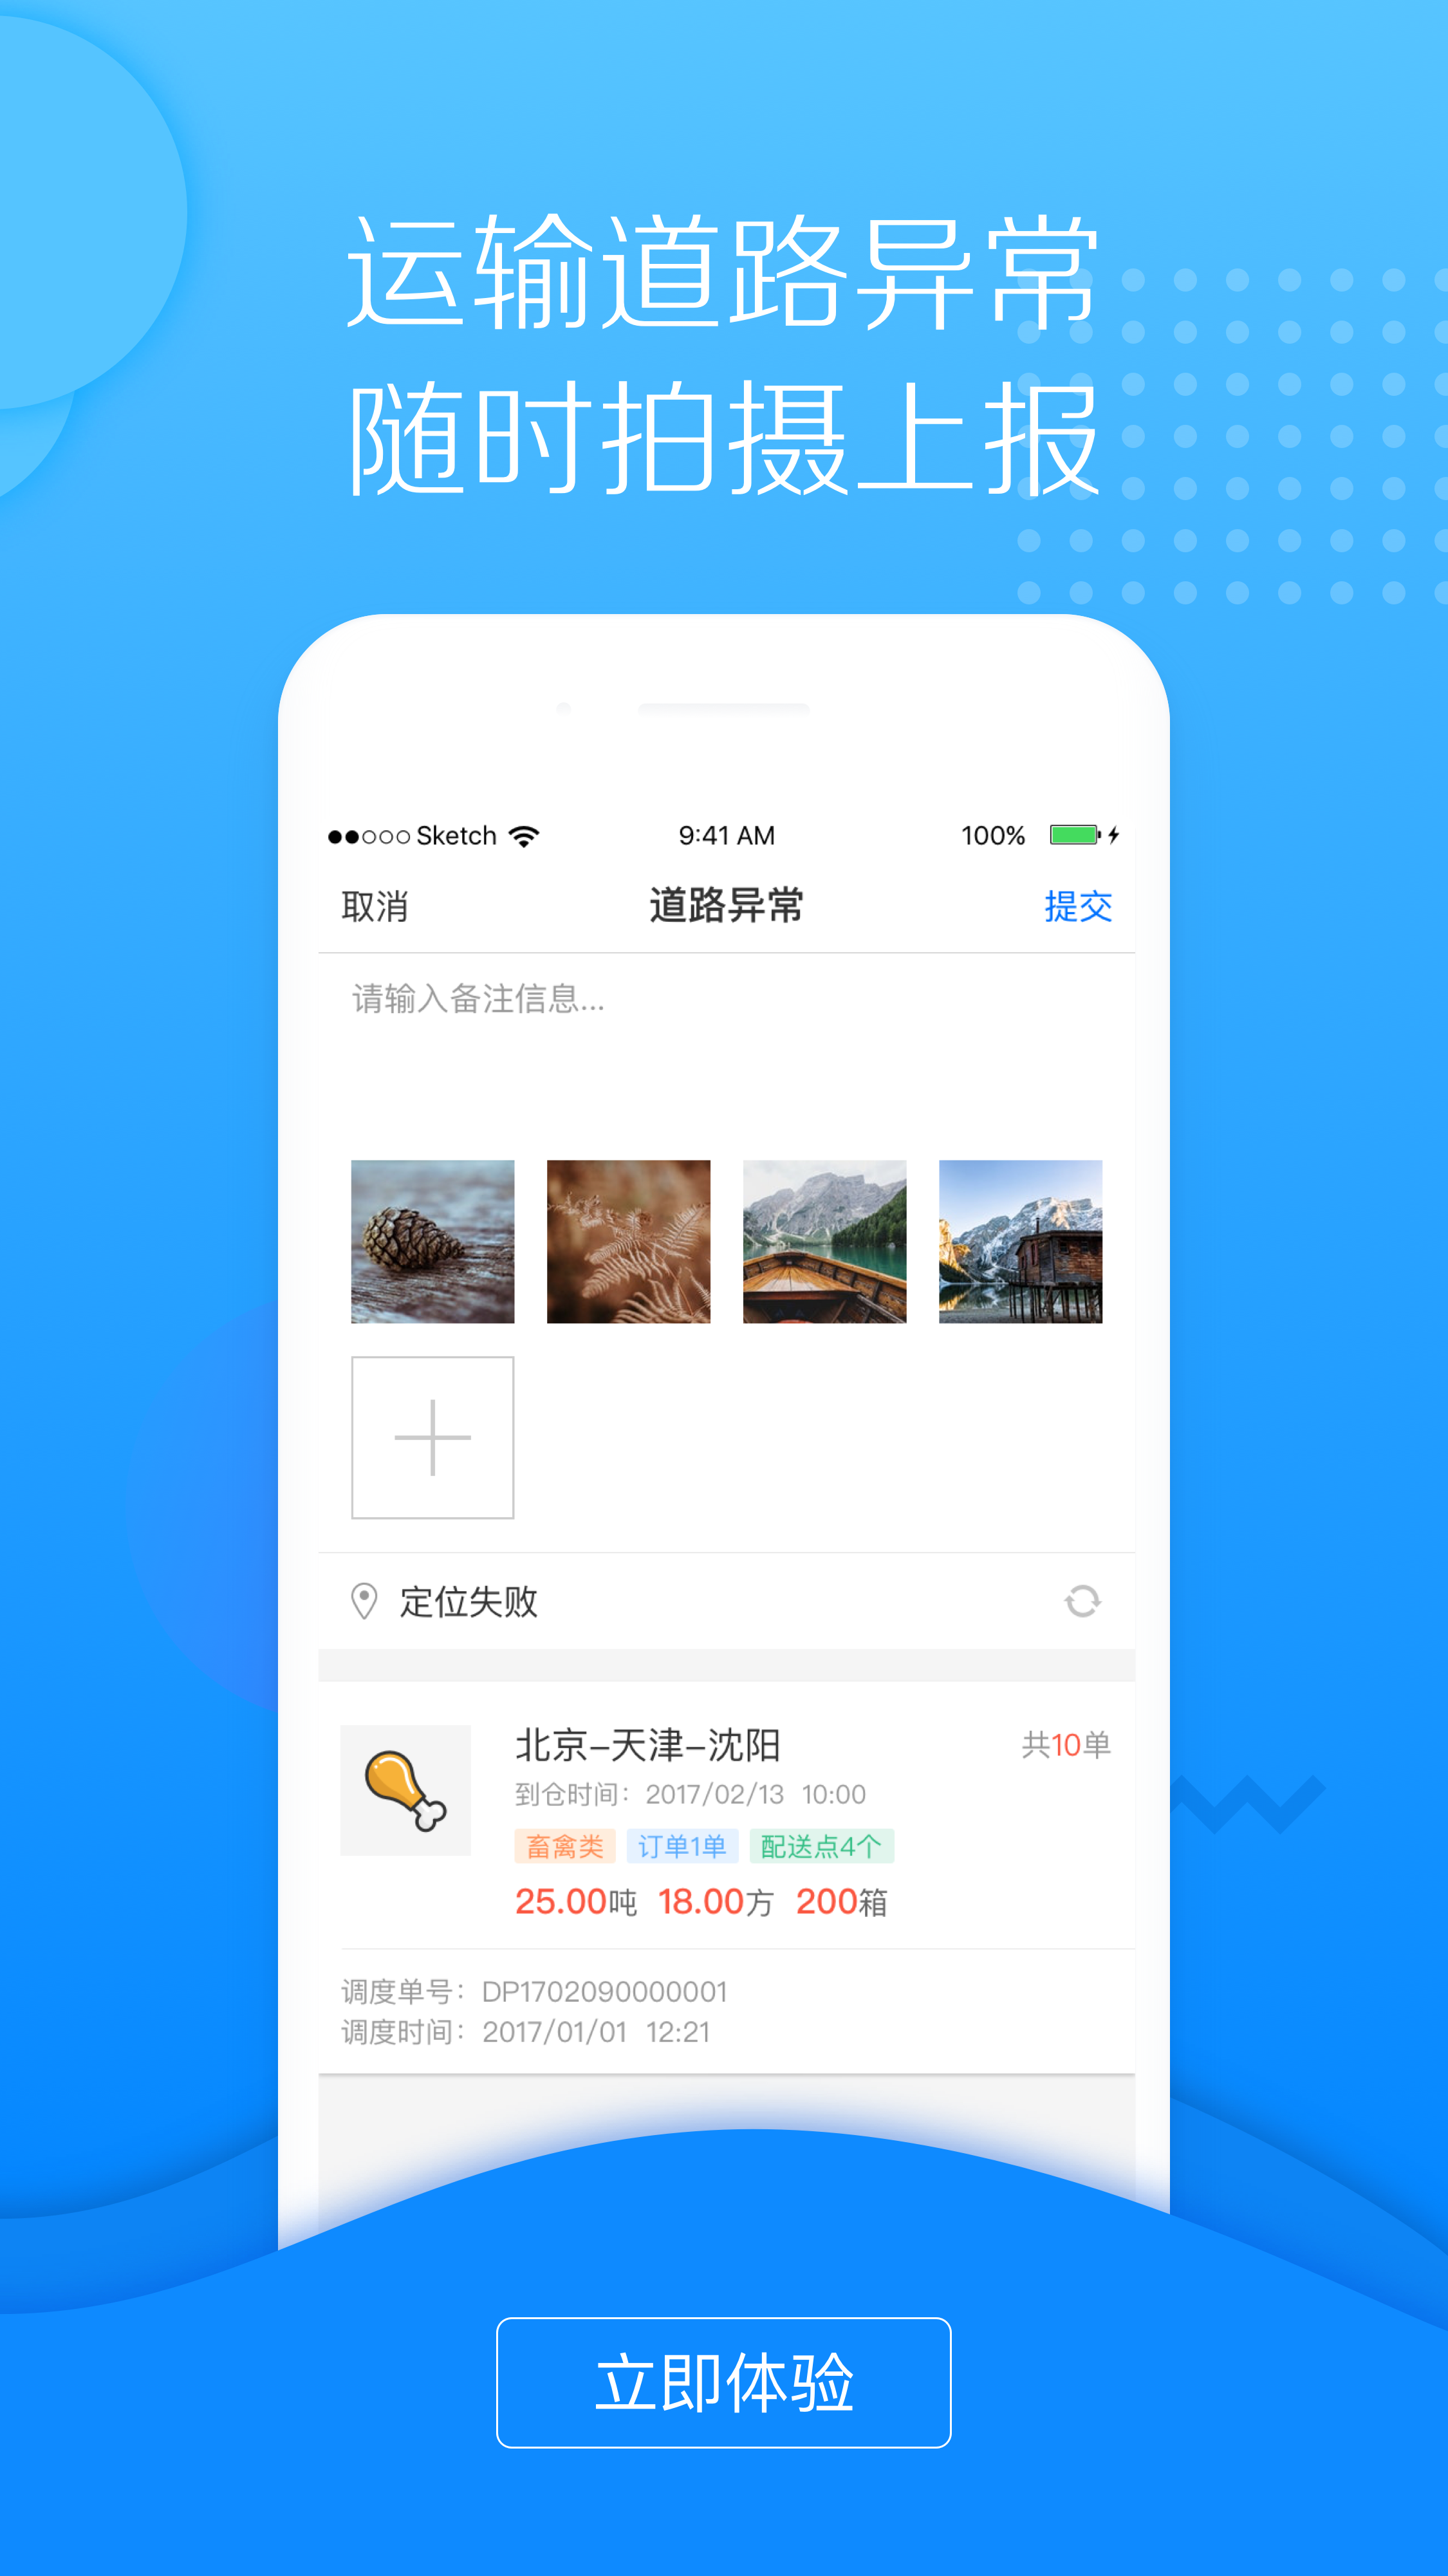 运输道路异常
随时拍摄上报
Sketch 9:41 AM 100%
取消 道路异常 提交
请输入备注信息...
定位失败
北京–天津–沈阳 共10单
到仓时间：2017/02/13 10:00
畜禽类 订单1单 配送点4个
25.00吨 18.00方 200箱
调度单号：DP1702090000001
调度时间：2017/01/01 12:21
立即体验